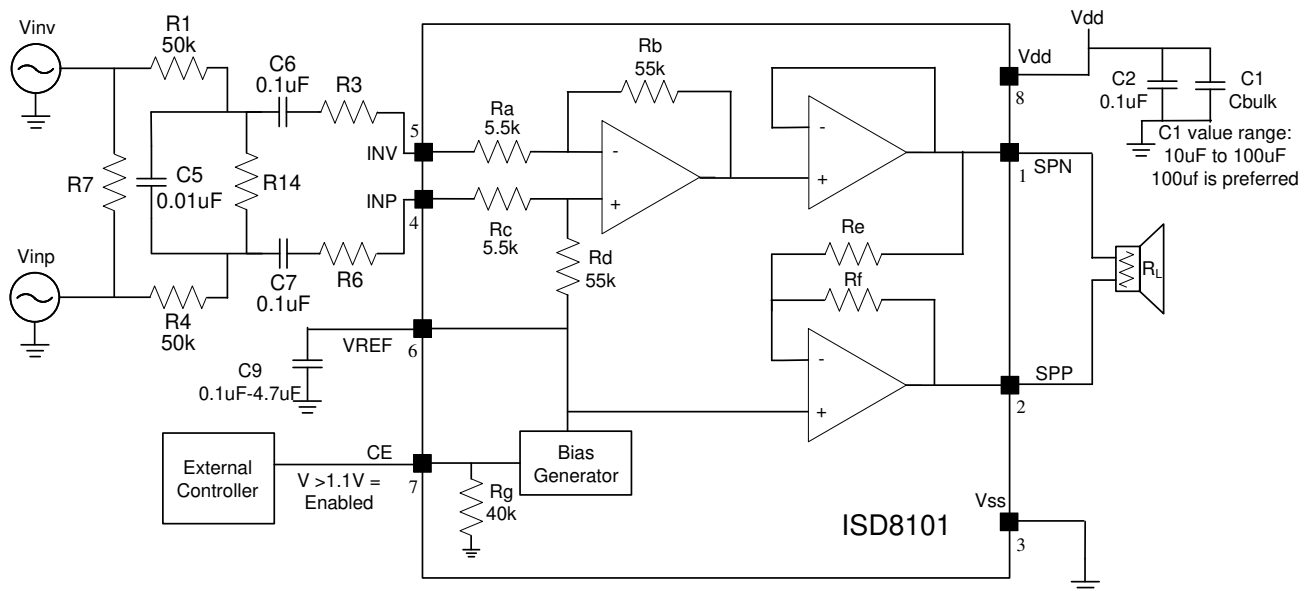 Vinv
R1
50k
C6
0.1uF
R3
R7
C5
0.01uF
R14
Vinp
R4
50k
C7
0.1uF
R6
5
INV
INP
4
Ra
5.5k
Rb
55k
-
+
Rc
5.5k
Rd
55k
-
+
Re
Rf
-
+
VREF
6
C9
0.1uF-4.7uF
External
Controller
CE
V >1.1V =
Enabled
7
Rg
40k
Bias
Generator
ISD8101
Vdd
Vdd
8
C2
0.1uF
C1
Cbulk
C1 value range:
10uF to 100uF
100uf is preferred
SPN
1
RL
SPP
2
Vss
3